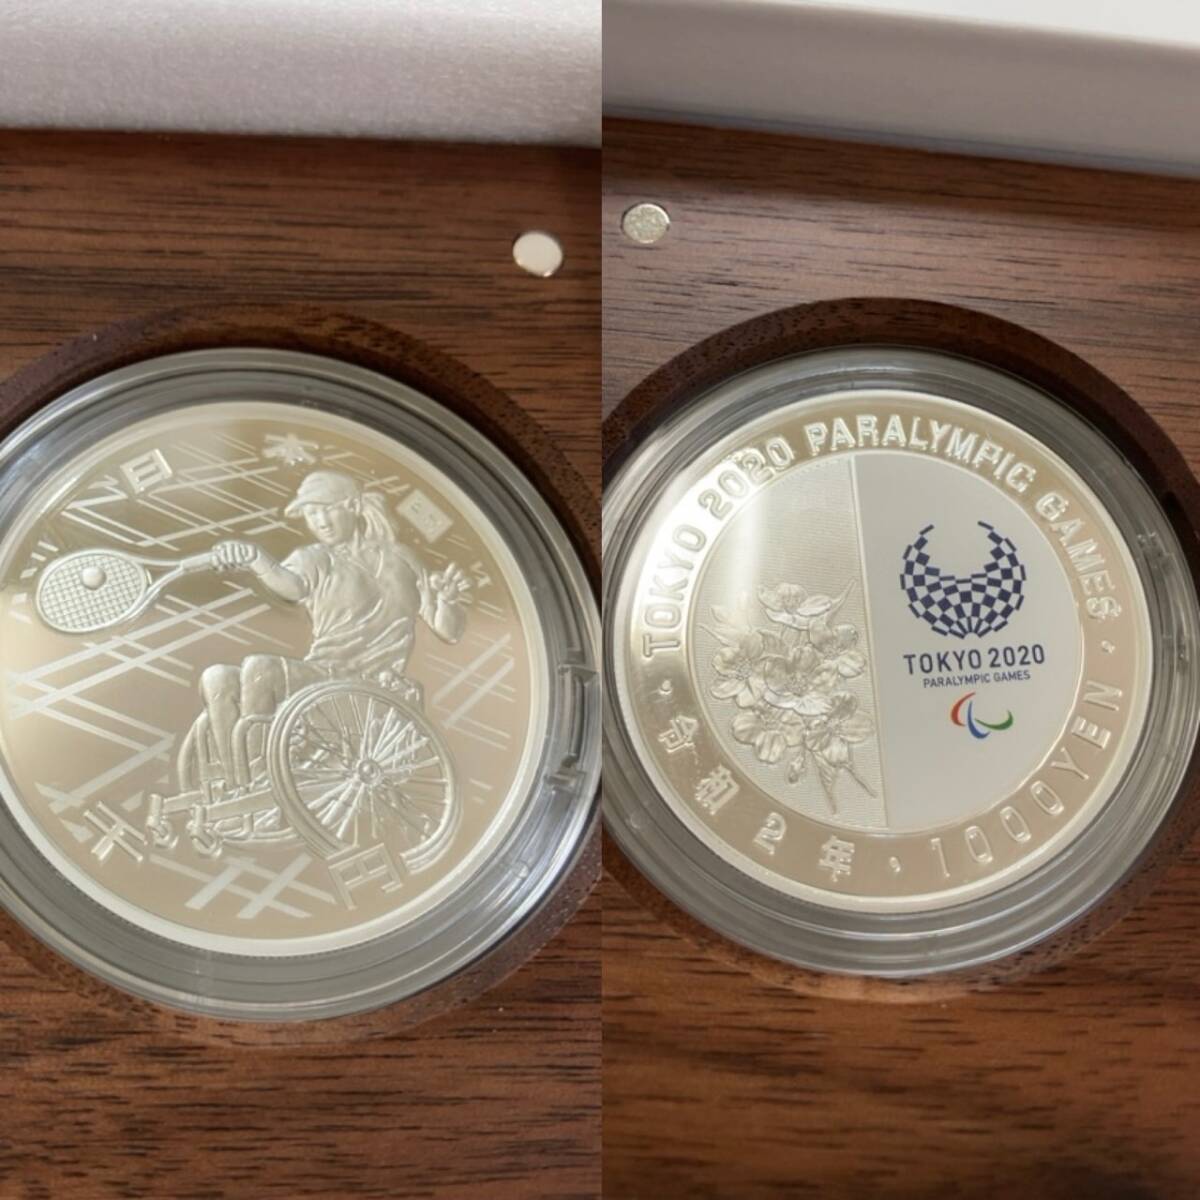 日本国
千円
TOKYO 2020 PARALYMPIC GAMES
TOKYO 2020
PARALYMPIC GAMES
令和2年・1000YEN